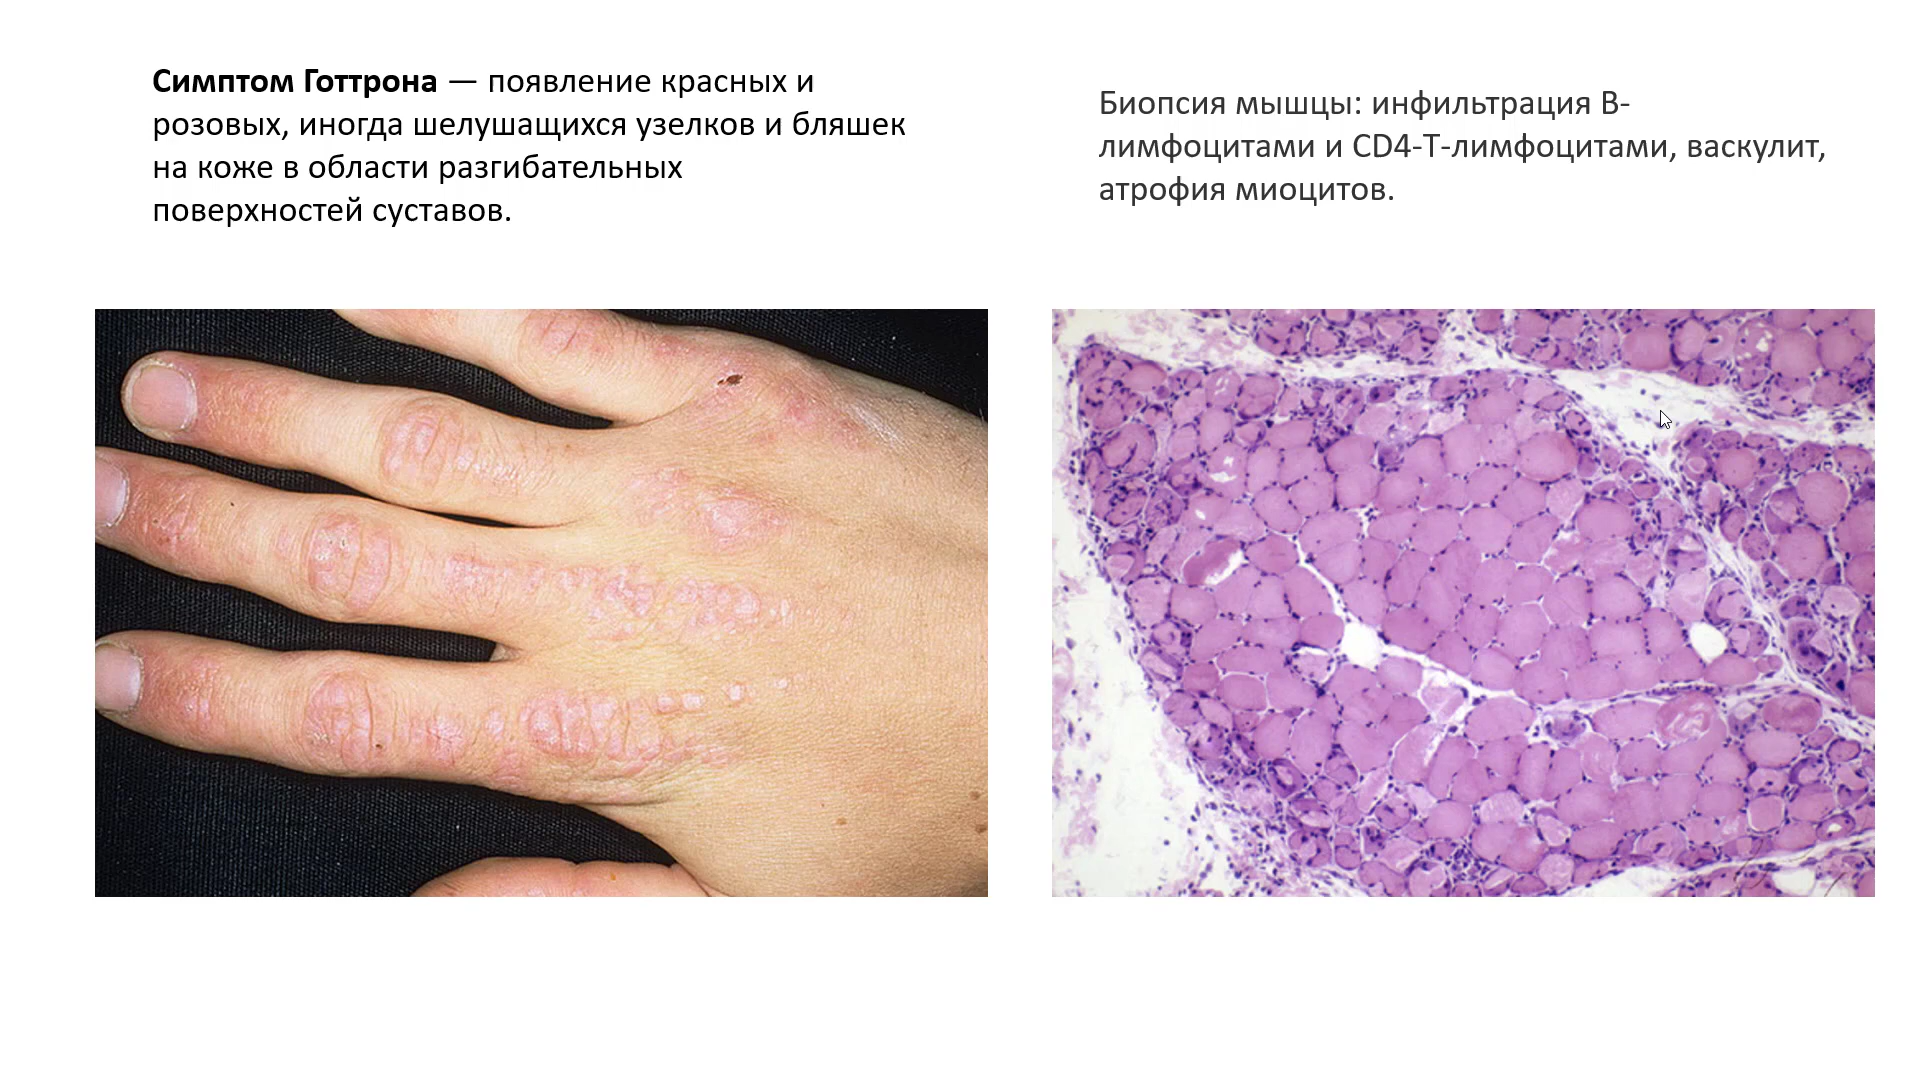 Симптом Готтрона — появление красных и
розовых, иногда шелушащихся узелков и бляшек
на коже в области разгибательных
поверхностей суставов.
Биопсия мышцы: инфильтрация В-
лимфоцитами и CD4-Т-лимфоцитами, васкулит,
атрофия миоцитов.